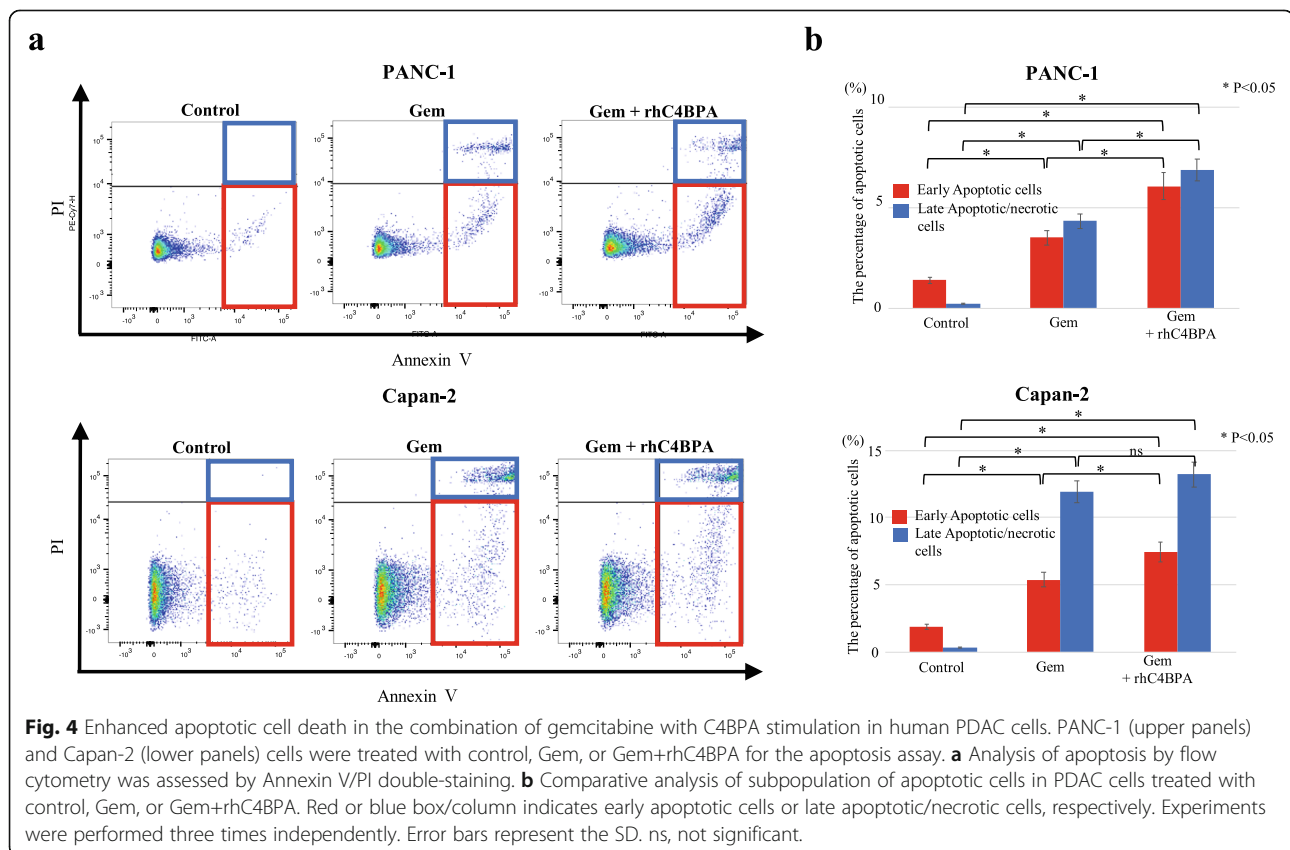 a
PANC-1
Control
Gem
Gem + rhC4BPA
10⁵
10⁴
10³
0
-10³
PI
PE-Cy7-H
-10³ 0 10³ 10⁴ 10⁵
-10³ 0 10³ 10⁴ 10⁵
-10³ 0 10³ 10⁴ 10⁵
FITC-A
FITC-A
FITC-A
Annexin V
Capan-2
Control
Gem
Gem + rhC4BPA
10⁵
10⁴
10³
0
-10³
10⁵
10⁴
10³
0
-10³
10⁵
10⁴
10³
0
-10³
PI
-10³ 0 10³ 10⁴ 10⁵
-10³ 0 10³ 10⁴ 10⁵
-10³ 0 10³ 10⁴ 10⁵
Annexin V
b
PANC-1
(%)
* P<0.05
10
5
0
The percentage of apoptotic cells
*
*
*
*
*
*
Early Apoptotic cells
Late Apoptotic/necrotic
cells
Control
Gem
Gem
+ rhC4BPA
Capan-2
(%)
* P<0.05
15
10
5
0
The percentage of apoptotic cells
*
*
*
ns
*
*
Early Apoptotic cells
Late Apoptotic/necrotic
cells
Control
Gem
Gem
+ rhC4BPA
Fig. 4 Enhanced apoptotic cell death in the combination of gemcitabine with C4BPA stimulation in human PDAC cells. PANC-1 (upper panels)
and Capan-2 (lower panels) cells were treated with control, Gem, or Gem+rhC4BPA for the apoptosis assay. a Analysis of apoptosis by flow
cytometry was assessed by Annexin V/PI double-staining. b Comparative analysis of subpopulation of apoptotic cells in PDAC cells treated with
control, Gem, or Gem+rhC4BPA. Red or blue box/column indicates early apoptotic cells or late apoptotic/necrotic cells, respectively. Experiments
were performed three times independently. Error bars represent the SD. ns, not significant.